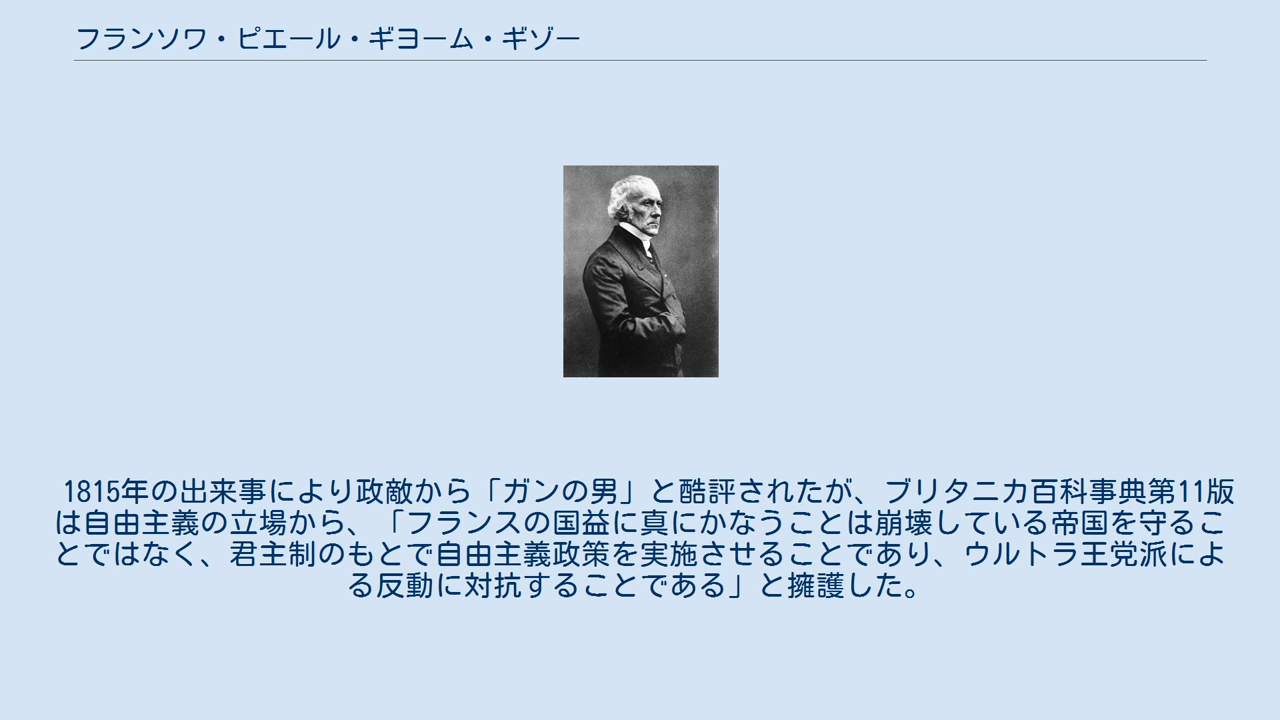 フランソワ・ピエール・ギヨーム・ギゾー
1815年の出来事により政敵から「ガンの男」と酷評されたが、ブリタニカ百科事典第11版
は自由主義の立場から、「フランスの国益に真にかなうことは崩壊している帝国を守るこ
とではなく、君主制のもとで自由主義政策を実施させることであり、ウルトラ王党派によ
る反動に対抗することである」と擁護した。